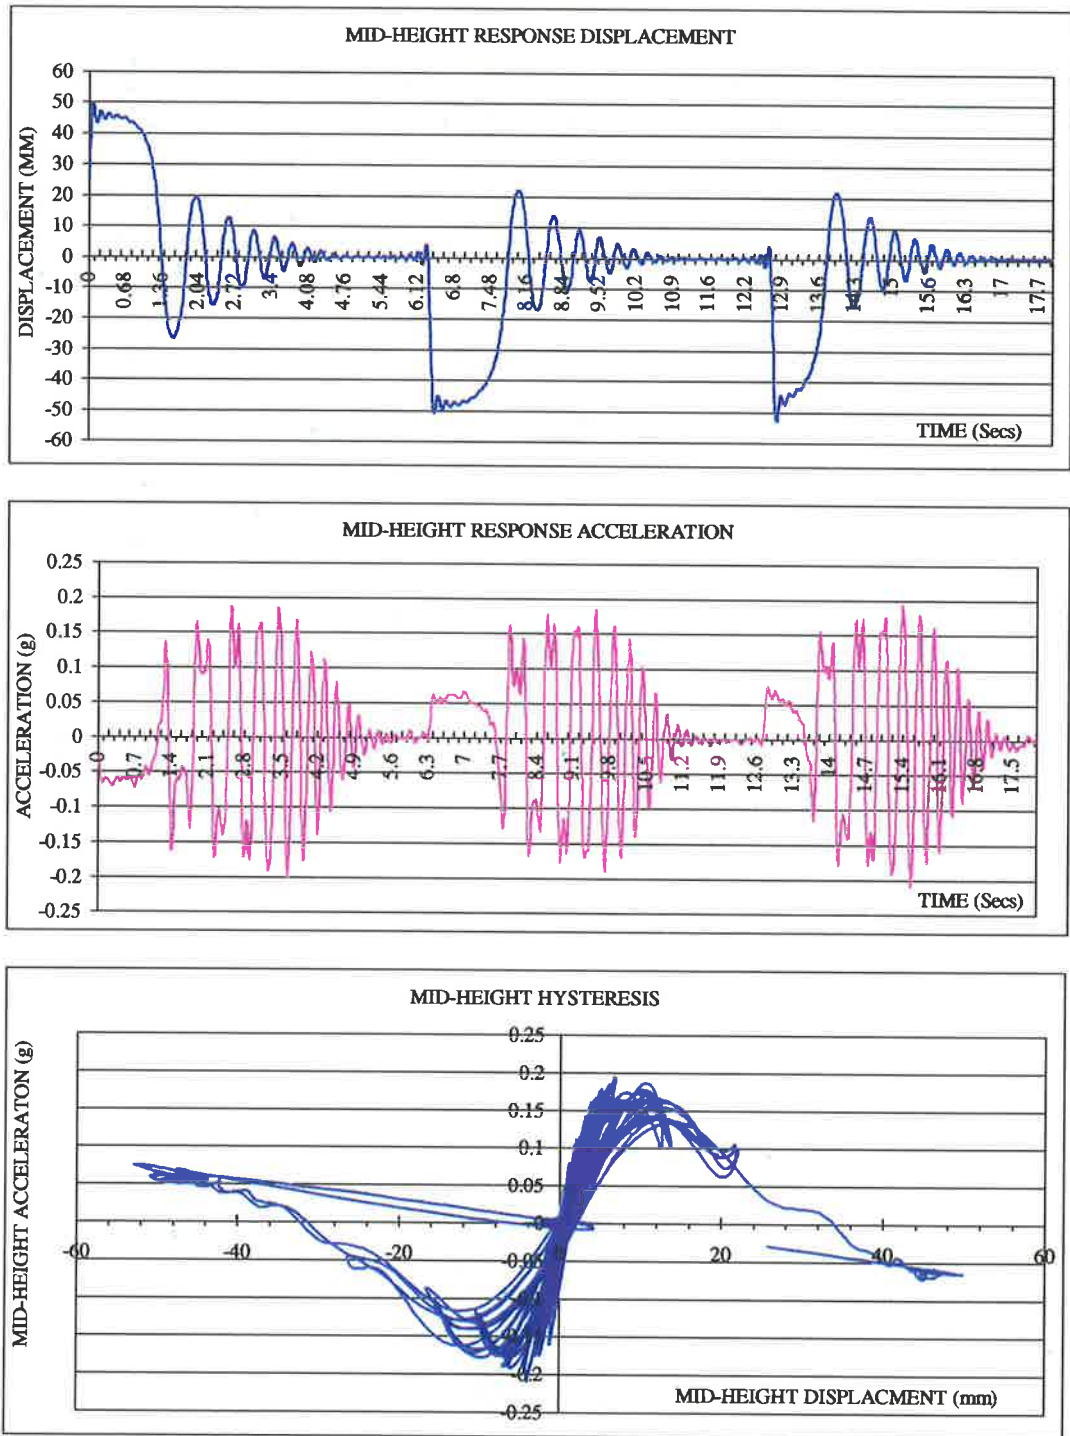 MID-HEIGHT RESPONSE DISPLACEMENT
DISPLACEMENT (MM)
60
50
40
30
20
10
0
-10
-20
-30
-40
-50
-60
0 0.68 1.36 2.04 2.72 3.4 4.08 4.76 5.44 6.12 6.8 7.48 8.16 8.84 9.52 10.2 10.9 11.6 12.2 12.9 13.6 14.3 15 15.6 16.3 17 17.7
TIME (Secs)
MID-HEIGHT RESPONSE ACCELERATION
ACCELERATION (g)
0.25
0.2
0.15
0.1
0.05
0
-0.05
-0.1
-0.15
-0.2
-0.25
0 0.7 1.4 2.1 2.8 3.5 4.2 4.9 5.6 6.3 7 7.7 8.4 9.1 9.8 10.5 11.2 11.9 12.6 13.3 14 14.7 15.4 16.1 16.8 17.5
TIME (Secs)
MID-HEIGHT HYSTERESIS
MID-HEIGHT ACCELERATON (g)
0.25
0.2
0.15
0.1
0.05
0
-60 -40 -20 0 20 40 60
-0.05
-0.2
-0.25
MID-HEIGHT DISPLACMENT (mm)